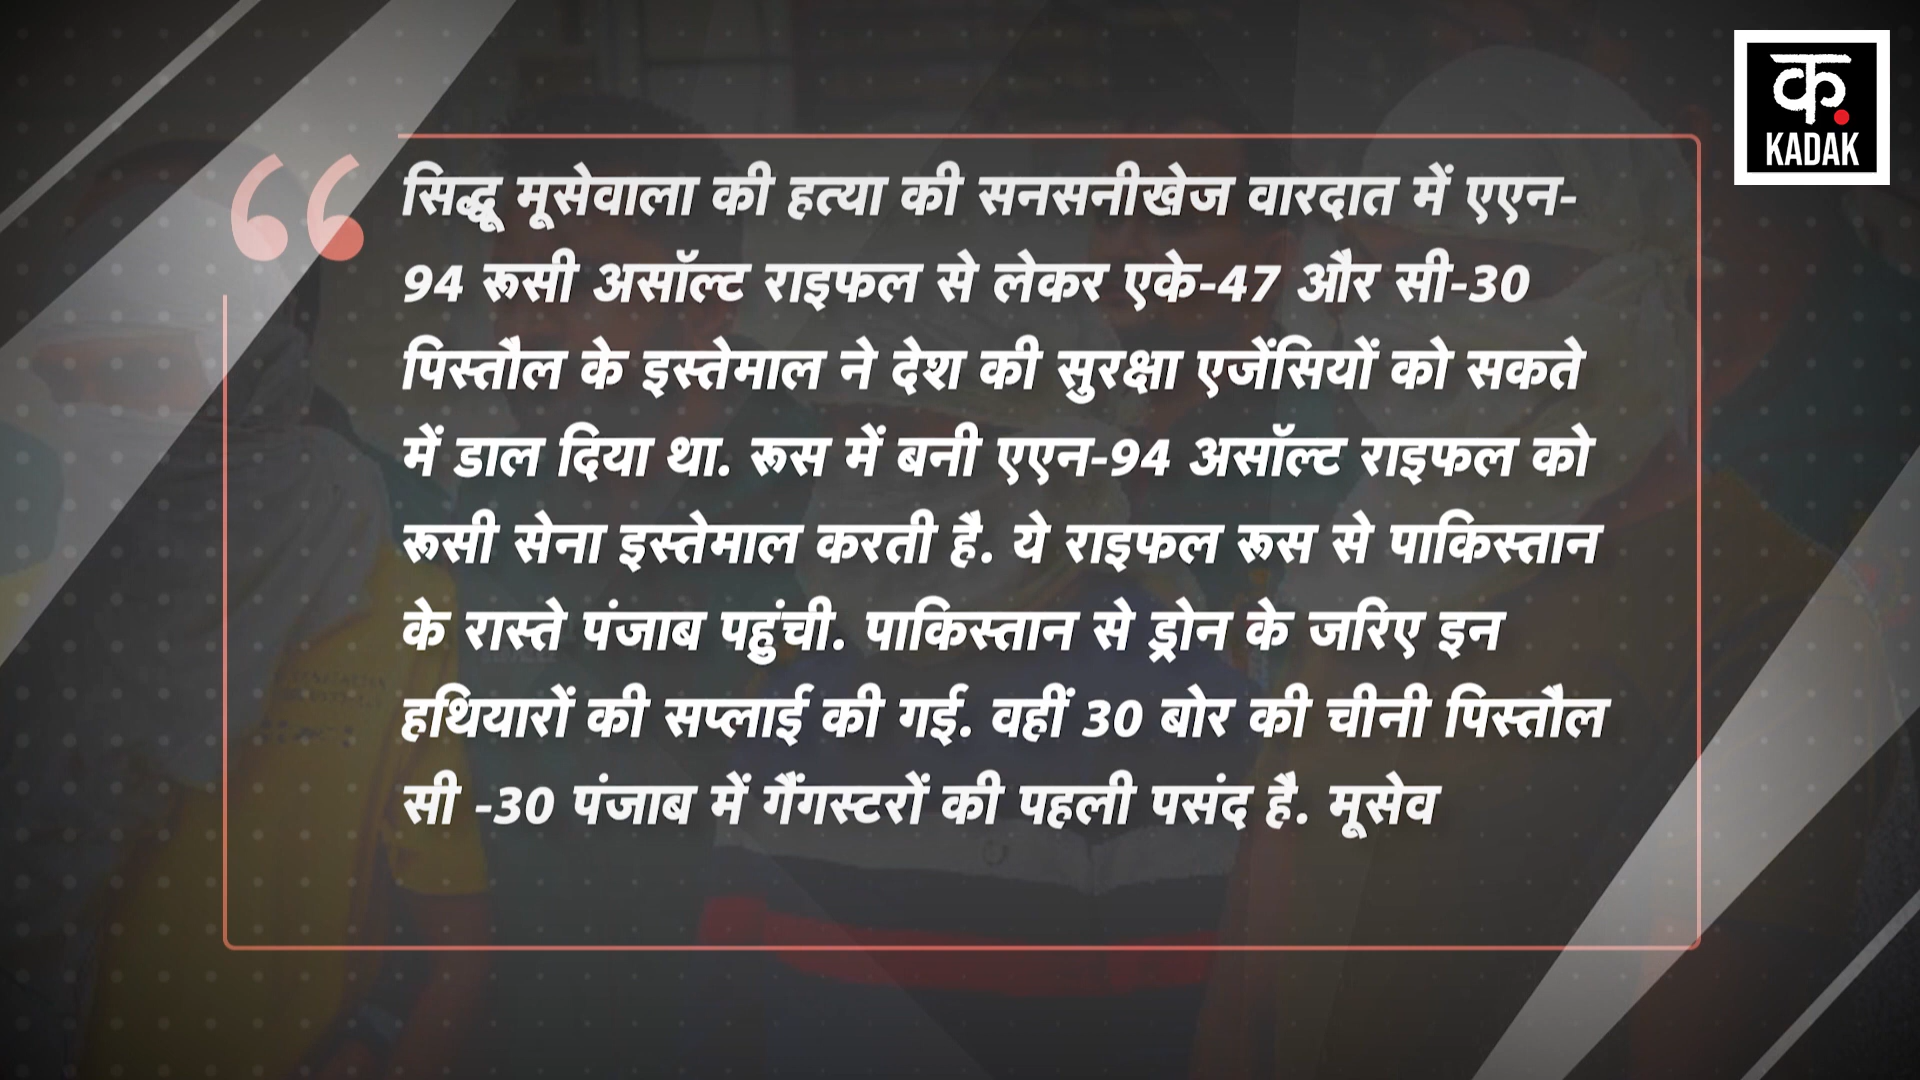 क
KADAK
सिद्धू मूसेवाला की हत्या की सनसनीखेज वारदात में एएन-
94 रूसी असॉल्ट राइफल से लेकर एके-47 और सी-30
पिस्तौल के इस्तेमाल ने देश की सुरक्षा एजेंसियों को सकते
में डाल दिया था. रूस में बनी एएन-94 असॉल्ट राइफल को
रूसी सेना इस्तेमाल करती है. ये राइफल रूस से पाकिस्तान
के रास्ते पंजाब पहुंची. पाकिस्तान से ड्रोन के जरिए इन
हथियारों की सप्लाई की गई. वहीं 30 बोर की चीनी पिस्तौल
सी -30 पंजाब में गैंगस्टरों की पहली पसंद है. मूसेव